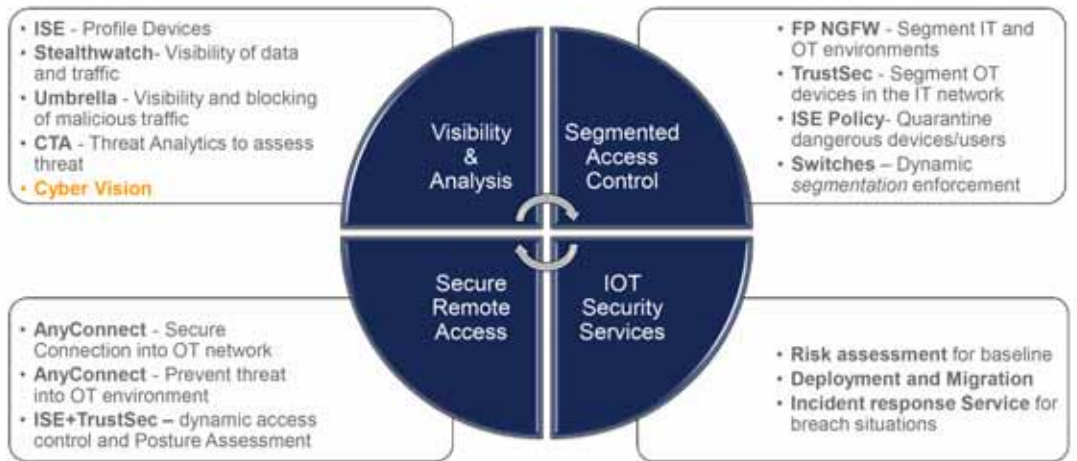 • ISE - Profile Devices
• Stealthwatch- Visibility of data
and traffic
• Umbrella - Visibility and blocking
of malicious traffic
• CTA - Threat Analytics to assess
threat
• Cyber Vision
Visibility
&
Analysis
Segmented
Access
Control
• FP NGFW - Segment IT and
OT environments
• TrustSec - Segment OT
devices in the IT network
• ISE Policy- Quarantine
dangerous devices/users
• Switches – Dynamic
segmentation enforcement
• AnyConnect - Secure
Connection into OT network
• AnyConnect - Prevent threat
into OT environment
• ISE+TrustSec – dynamic access
control and Posture Assessment
Secure
Remote
Access
IOT
Security
Services
• Risk assessment for baseline
• Deployment and Migration
• Incident response Service for
breach situations